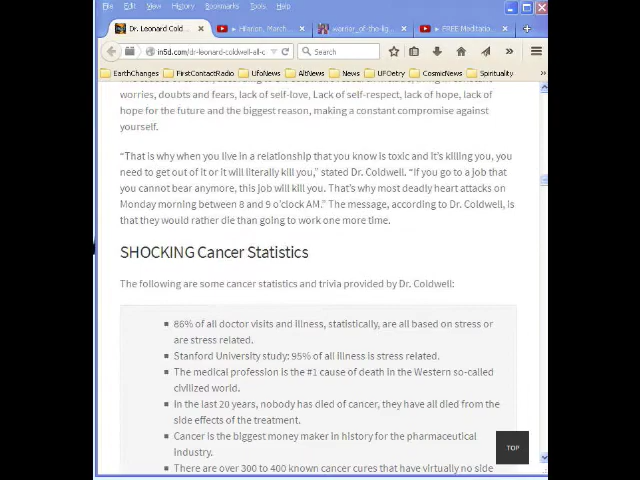 File Edit View History Bookmarks Tools Help
Dr. Leonard Cold... × Hilarion, Merch... × warrior_of-the-lig... × FREE Meditatio... ×
in5d.com/dr-leonard-coldwell-all-c Search
EarthChanges FirstContactRadio UfoNews AltNews News UFOetry CosmicNews Spirituality
worries, doubts and fears, lack of self-love, Lack of self-respect, lack of hope, lack of
hope for the future and the biggest reason, making a constant compromise against
yourself.
“That is why when you live in a relationship that you know is toxic and it’s killing you, you
need to get out of it or it will literally kill you,” stated Dr. Coldwell. “If you go to a job that
you cannot bear anymore, this job will kill you. That’s why most deadly heart attacks on
Monday morning between 8 and 9 o’clock AM.” The message, according to Dr. Coldwell, is
that they would rather die than going to work one more time.
SHOCKING Cancer Statistics
The following are some cancer statistics and trivia provided by Dr. Coldwell:
86% of all doctor visits and illness, statistically, are all based on stress or
are stress related.
Stanford University study: 95% of all illness is stress related.
The medical profession is the #1 cause of death in the Western so-called
civilized world.
In the last 20 years, nobody has died of cancer, they have all died from the
side effects of the treatment.
Cancer is the biggest money maker in history for the pharmaceutical
industry.
TOP
There are over 300 to 400 known cancer cures that have virtually no side